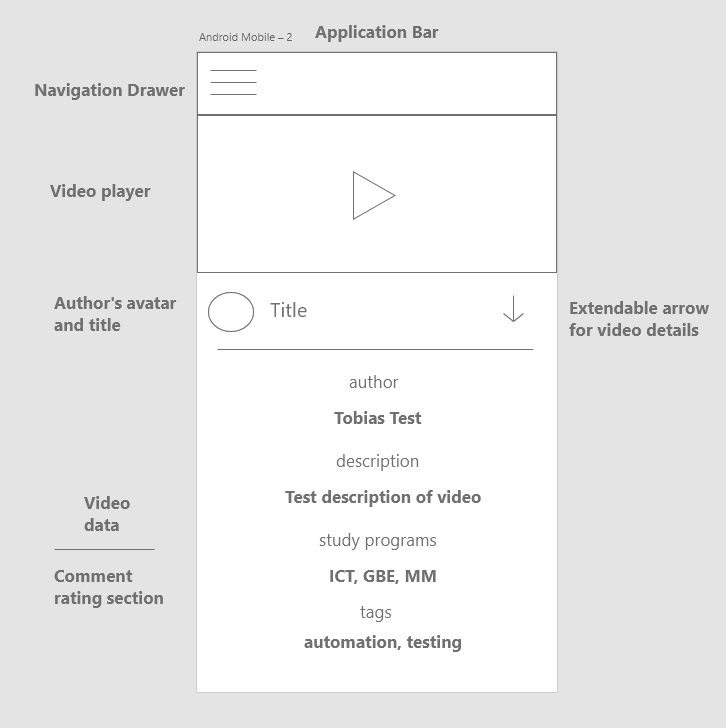 Android Mobile – 2
Application Bar
Navigation Drawer
Video player
Author's avatar
and title
Title
Extendable arrow
for video details
author
Tobias Test
description
Test description of video
Video
data
study programs
Comment
rating section
ICT, GBE, MM
tags
automation, testing